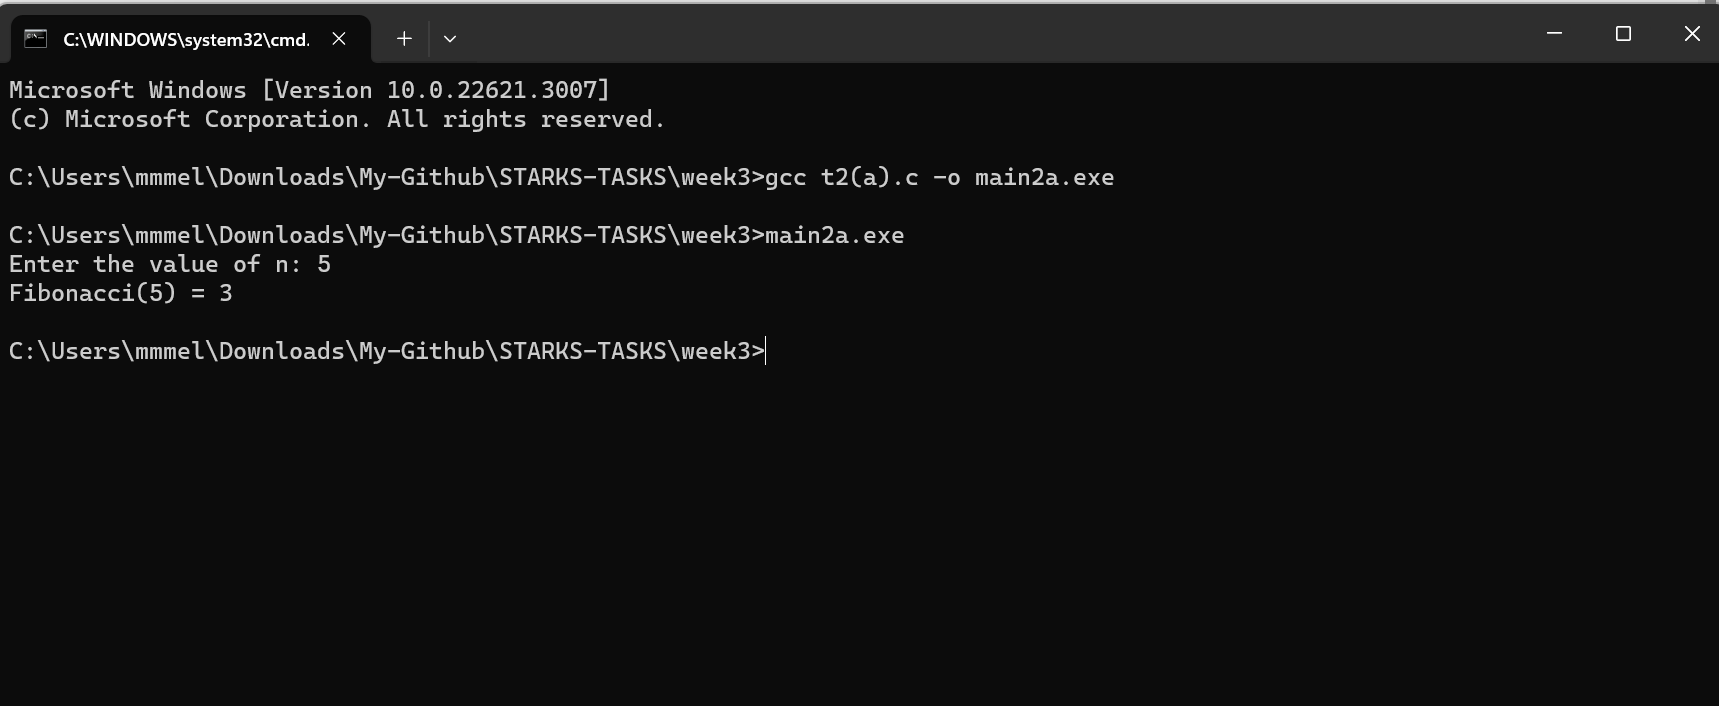 C:\WINDOWS\system32\cmd.
Microsoft Windows [Version 10.0.22621.3007]
(c) Microsoft Corporation. All rights reserved.
C:\Users\mmmel\Downloads\My-Github\STARKS-TASKS\week3>gcc t2(a).c -o main2a.exe
C:\Users\mmmel\Downloads\My-Github\STARKS-TASKS\week3>main2a.exe
Enter the value of n: 5
Fibonacci(5) = 3
C:\Users\mmmel\Downloads\My-Github\STARKS-TASKS\week3>